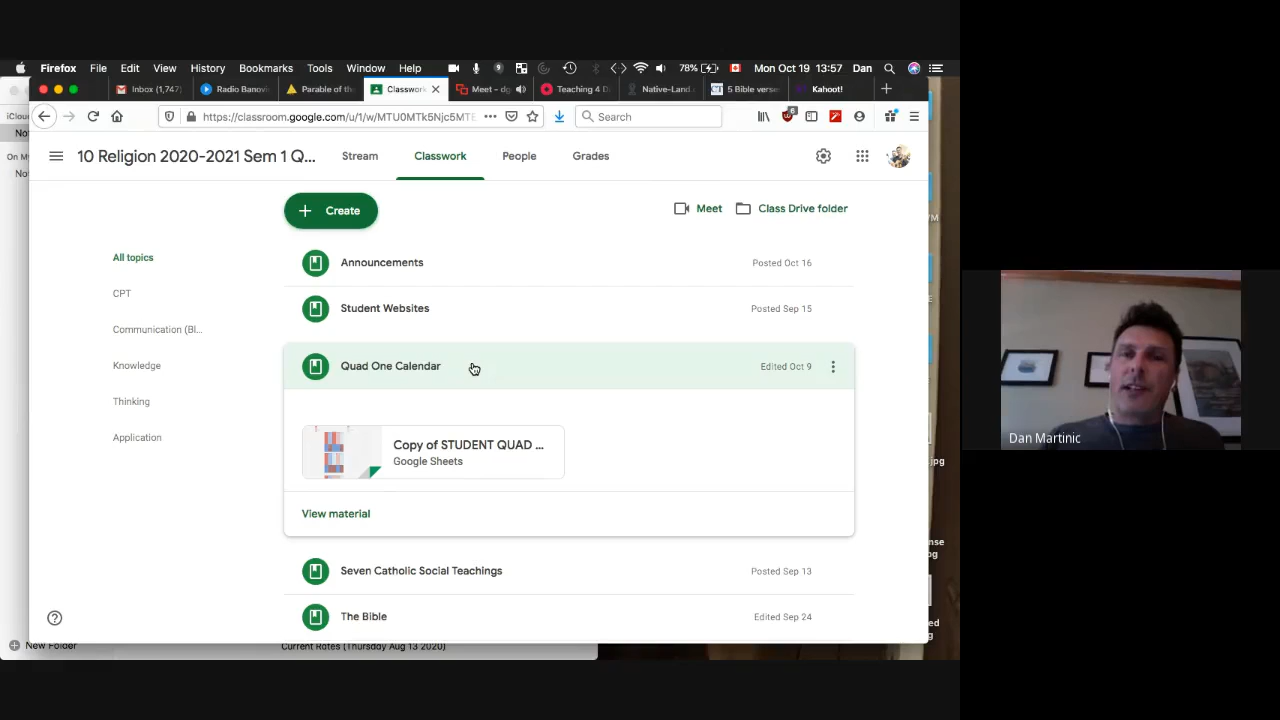 Firefox File Edit View History Bookmarks Tools Window Help 78% Mon Oct 19 13:57 Dan
Inbox (1,747) Radio Banovi Parable of the Classwork Meet - dg Teaching 4 D Native-Land 5 Bible verse Kahoot!
https://classroom.google.com/u/1/w/MTU0MTk5Njc5MTE Search
iCloud
10 Religion 2020-2021 Sem 1 Q... Stream Classwork People Grades
Create Meet Class Drive folder
All topics
CPT
Communication (Bl...
Knowledge
Thinking
Application
Announcements Posted Oct 16
Student Websites Posted Sep 15
Quad One Calendar Edited Oct 9
Copy of STUDENT QUAD ...
Google Sheets
View material
Seven Catholic Social Teachings Posted Sep 13
The Bible Edited Sep 24
New Folder
Current Rates (Thursday Aug 13 2020)
Dan Martinic